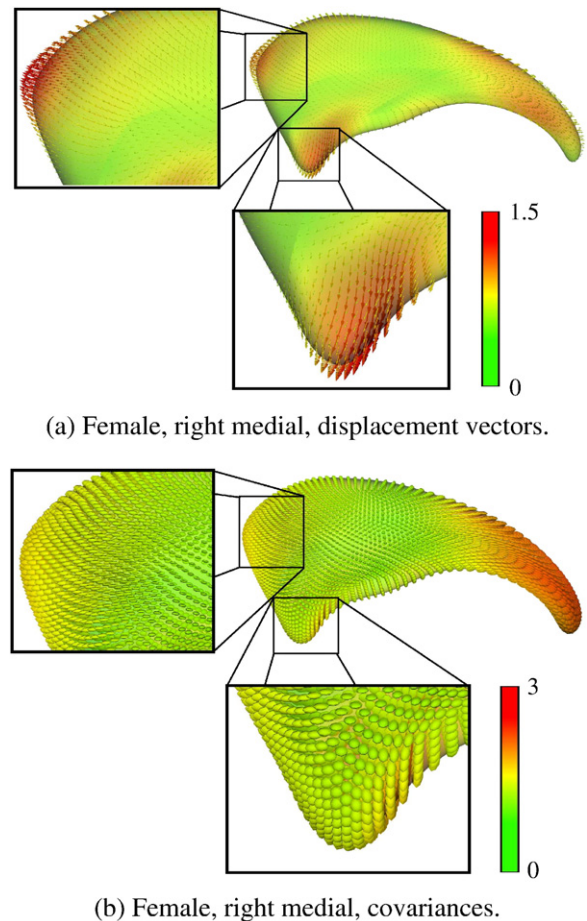 1.5
0
(a) Female, right medial, displacement vectors.
3
0
(b) Female, right medial, covariances.